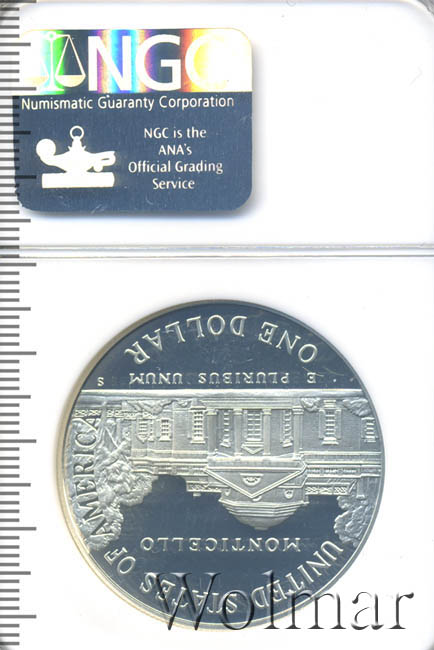 NGC
Numismatic Guaranty Corporation
NGC is the
ANA's
Official Grading
Service
UNITED STATES OF AMERICA
MONTICELLO
E PLURIBUS UNUM
S
ONE DOLLAR
Wolmar